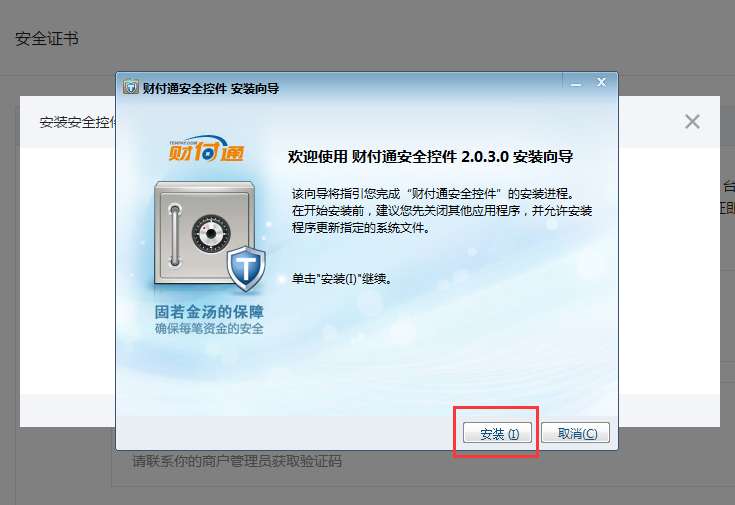 安全证书
财付通安全控件 安装向导
安装安全控件
TENPAY.COM
财付通
欢迎使用 财付通安全控件 2.0.3.0 安装向导
该向导将指引您完成“财付通安全控件”的安装进程。
在开始安装前，建议您先关闭其他应用程序，并允许安装
程序更新指定的系统文件。
单击"安装(I)"继续。
T
固若金汤的保障
确保每笔资金的安全
台
即
安装 (I)
取消(C)
请联系你的商户管理员获取验证码